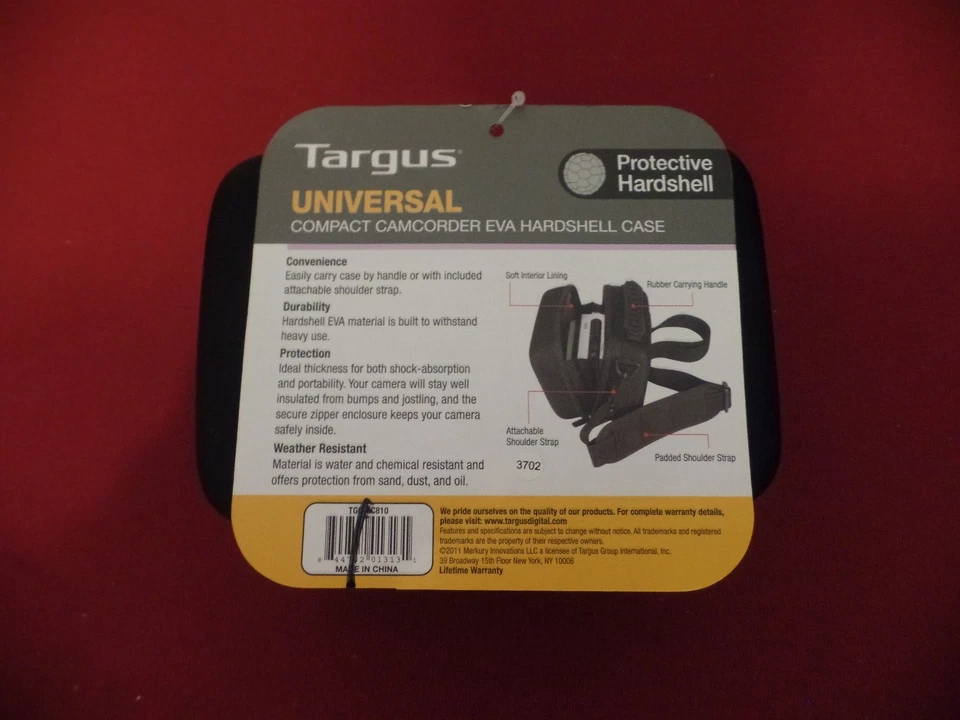 Targus
Protective
Hardshell
UNIVERSAL
COMPACT CAMCORDER EVA HARDSHELL CASE
Convenience
Easily carry case by handle or with included
attachable shoulder strap.
Durability
Hardshell EVA material is built to withstand
heavy use.
Protection
Ideal thickness for both shock-absorption
and portability. Your camera will stay well
insulated from bumps and jostling, and the
secure zipper enclosure keeps your camera
safely inside.
Weather Resistant
Material is water and chemical resistant and
offers protection from sand, dust, and oil.
Soft Interior Lining
Rubber Carrying Handle
Attachable
Shoulder Strap
Padded Shoulder Strap
3702
MADE IN CHINA
We pride ourselves on the quality of our products. For complete warranty details,
please visit: www.targusdigital.com
Features and specifications are subject to change without notice. All trademarks and registered
trademarks are the property of their respective owners.
©2011 Merkury Innovations LLC a licensee of Targus Group International, Inc.
39 Broadway 15th Floor New York, NY 10006
Lifetime Warranty